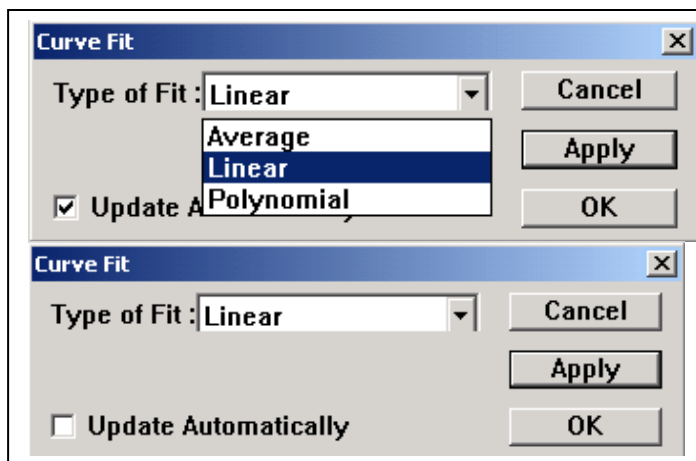 Curve Fit
Type of Fit : Linear
Cancel
Average
Apply
Linear
Polynomial
Update A
OK
Curve Fit
Type of Fit : Linear
Cancel
Apply
Update Automatically
OK